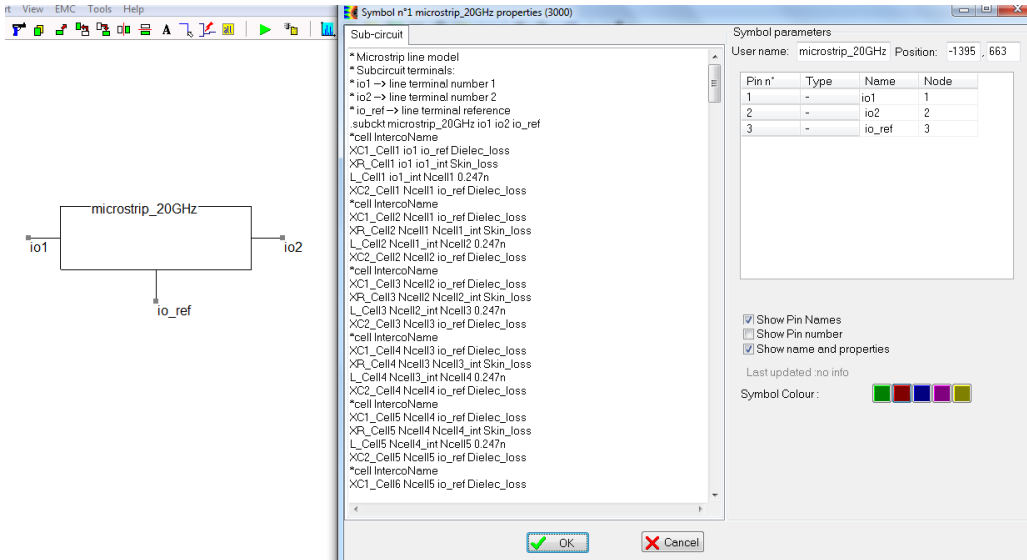 rt View EMC Tools Help
A
all
microstrip_20GHz
io1
io2
io_ref
Symbol n°1 microstrip_20GHz properties (3000)
Sub-circuit
* Microstrip line model
* Subcircuit terminals:
* io1 --> line terminal number 1
* io2 --> line terminal number 2
* io_ref --> line terminal reference
.subckt microstrip_20GHz io1 io2 io_ref
*cell IntercoName
XC1_Cell1 io1 io_ref Dielec_loss
XR_Cell1 io1 io1_int Skin_loss
L_Cell1 io1_int Ncell1 0.247n
XC2_Cell1 Ncell1 io_ref Dielec_loss
*cell IntercoName
XC1_Cell2 Ncell1 io_ref Dielec_loss
XR_Cell2 Ncell1 Ncell1_int Skin_loss
L_Cell2 Ncell1_int Ncell2 0.247n
XC2_Cell2 Ncell2 io_ref Dielec_loss
*cell IntercoName
XC1_Cell3 Ncell2 io_ref Dielec_loss
XR_Cell3 Ncell2 Ncell2_int Skin_loss
L_Cell3 Ncell2_int Ncell3 0.247n
XC2_Cell3 Ncell3 io_ref Dielec_loss
*cell IntercoName
XC1_Cell4 Ncell3 io_ref Dielec_loss
XR_Cell4 Ncell3 Ncell3_int Skin_loss
L_Cell4 Ncell3_int Ncell4 0.247n
XC2_Cell4 Ncell4 io_ref Dielec_loss
*cell IntercoName
XC1_Cell5 Ncell4 io_ref Dielec_loss
XR_Cell5 Ncell4 Ncell4_int Skin_loss
L_Cell5 Ncell4_int Ncell5 0.247n
XC2_Cell5 Ncell5 io_ref Dielec_loss
*cell IntercoName
XC1_Cell6 Ncell5 io_ref Dielec_loss
Symbol parameters
User name: microstrip_20GHz Position: -1395 , 663
Pin n° Type Name Node
1 - io1 1
2 - io2 2
3 - io_ref 3
Show Pin Names
Show Pin number
Show name and properties
Last updated :no info
Symbol Colour :
OK
Cancel